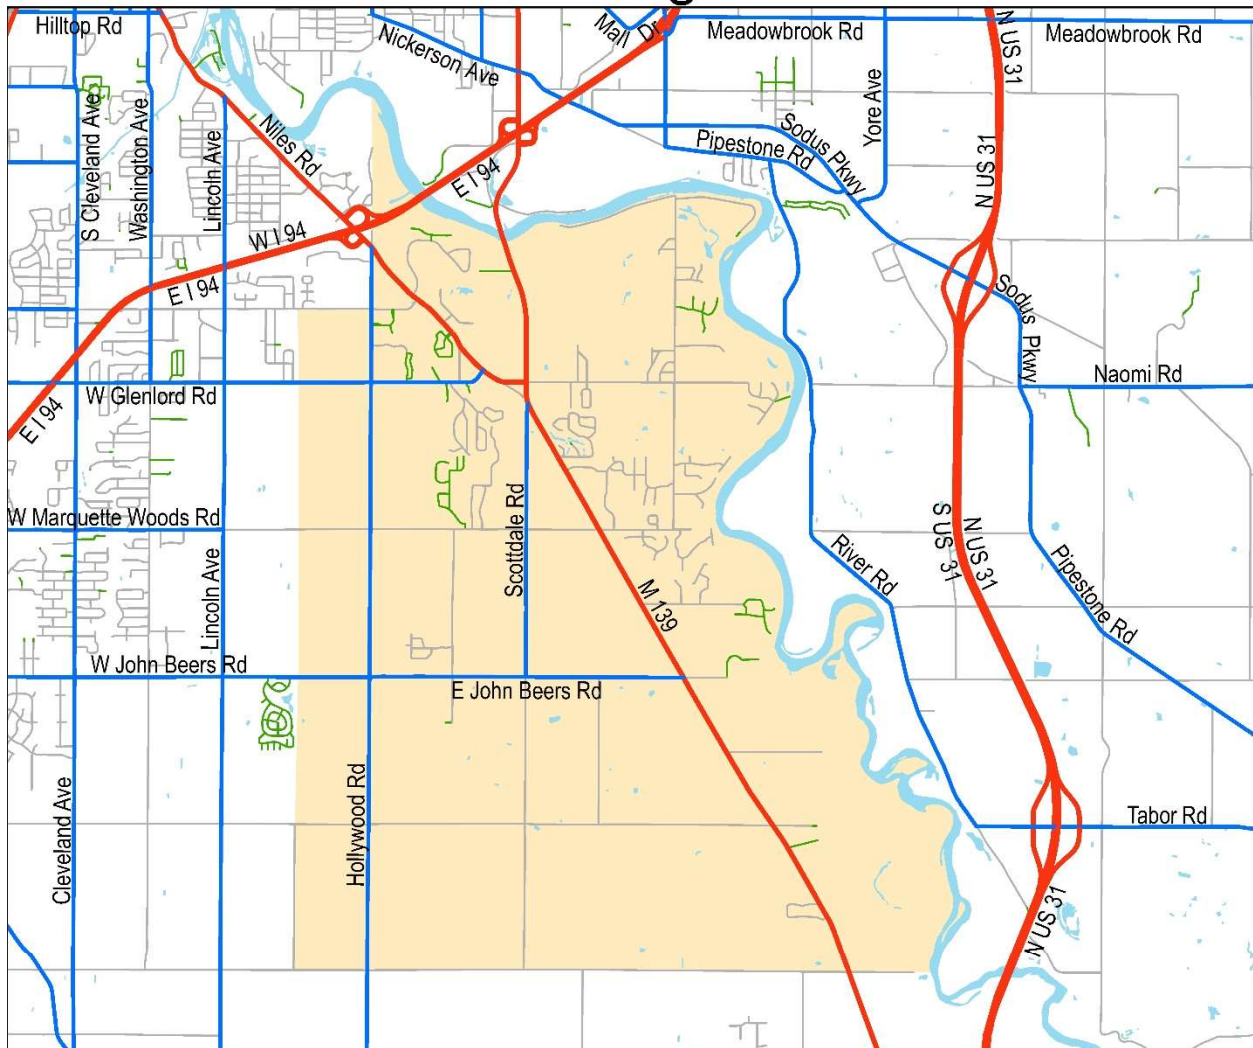 g
Hilltop Rd
Nickerson Ave
Mall Dr
Meadowbrook Rd
N US 31
Meadowbrook Rd
S Cleveland Ave
Washington Ave
Lincoln Ave
Niles Rd
E I 94
Pipestone Rd
Sodus Pkwy
Yore Ave
N US 31
W I 94
E I 94
Sodus Pkwy
E I 94
W Glenlord Rd
Naomi Rd
W Marquette Woods Rd
Scottdale Rd
S US 31
N US 31
Lincoln Ave
M 139
River Rd
Pipestone Rd
W John Beers Rd
E John Beers Rd
Cleveland Ave
Hollywood Rd
Tabor Rd
N US 31